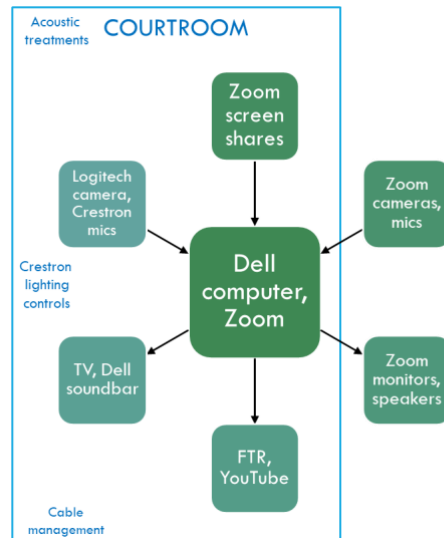 Acoustic
treatments
COURTROOM
Zoom
screen
shares
Logitech
camera,
Crestron
mics
Zoom
cameras,
mics
Dell
computer,
Zoom
Crestron
lighting
controls
TV, Dell
soundbar
Zoom
monitors,
speakers
FTR,
YouTube
Cable
management